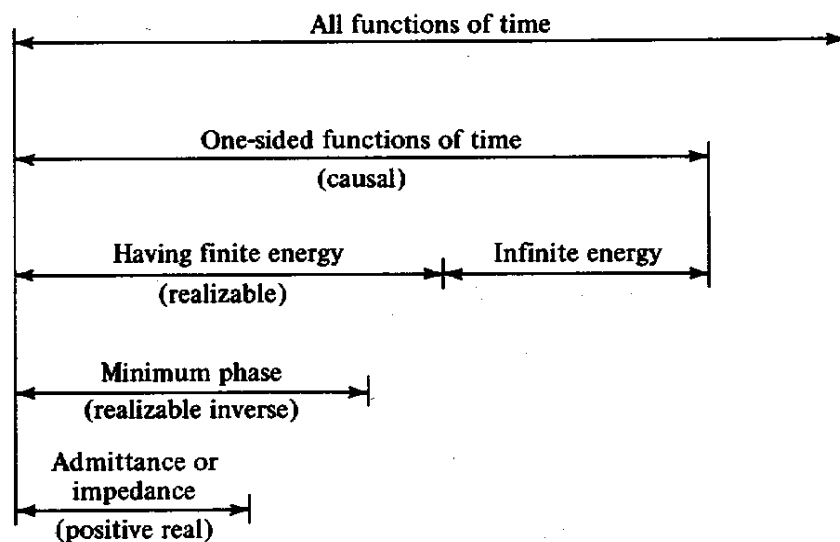 All functions of time
One-sided functions of time
(causal)
Having finite energy
Infinite energy
(realizable)
Minimum phase
(realizable inverse)
Admittance or
impedance
(positive real)